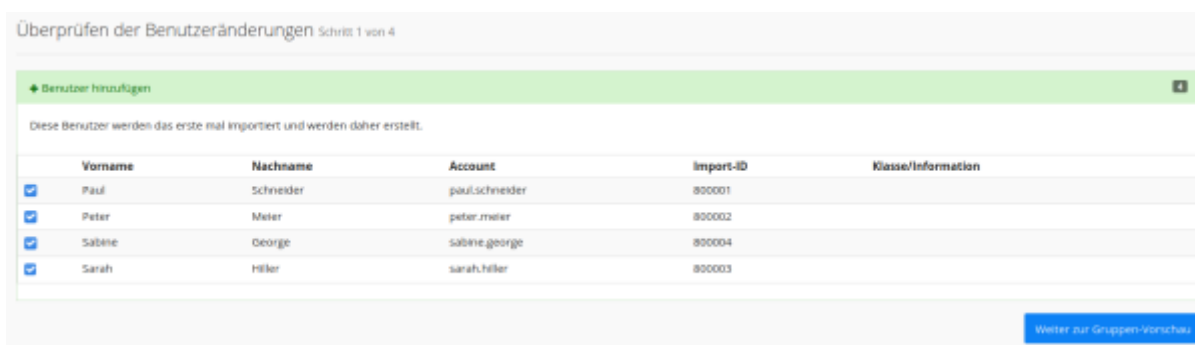 Überprüfen der Benutzeränderungen Schritt 1 von 4
Benutzer hinzufügen 4
Diese Benutzer werden das erste mal importiert und werden daher erstellt.
Vorname Nachname Account Import-ID Klasse/Information
Paul Schneider paul.schneider 800001
Peter Meier peter.meier 800002
Sabine George sabine.george 800004
Sarah Hiller sarah.hiller 800003
Weiter zur Gruppen-Vorschau